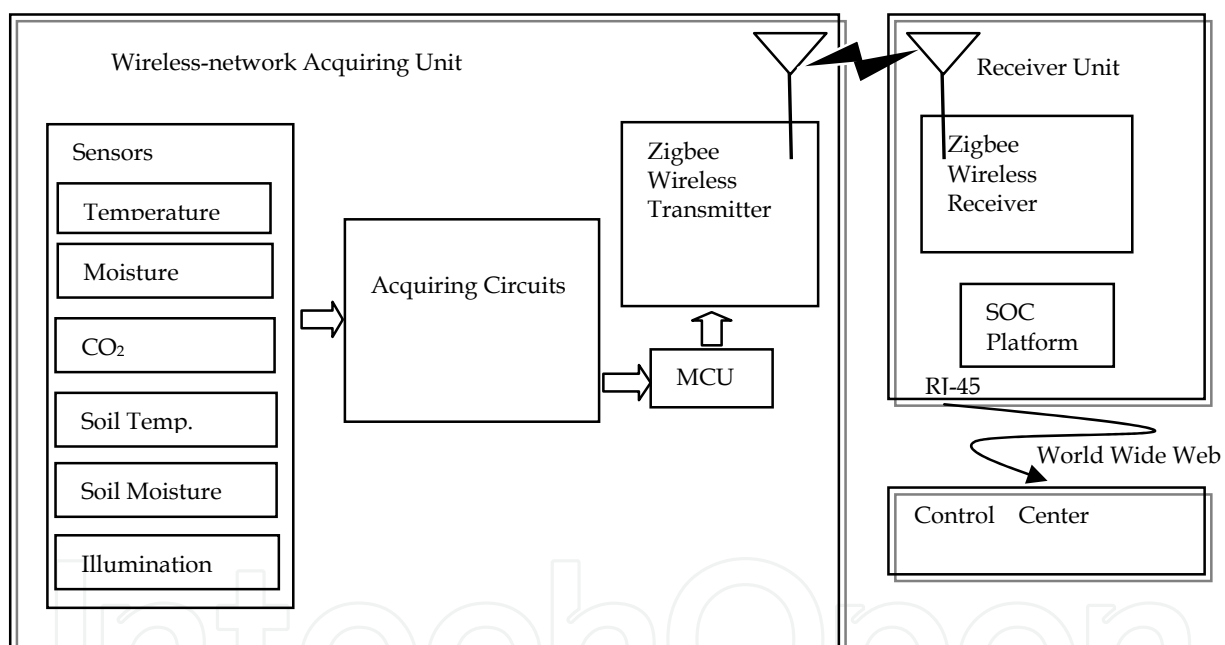 Wireless-network Acquiring Unit
Sensors
Temperature
Moisture
CO₂
Soil Temp.
Soil Moisture
Illumination
Acquiring Circuits
Zigbee
Wireless
Transmitter
MCU
Receiver Unit
Zigbee
Wireless
Receiver
SOC
Platform
RJ-45
World Wide Web
Control Center
IntechOpen